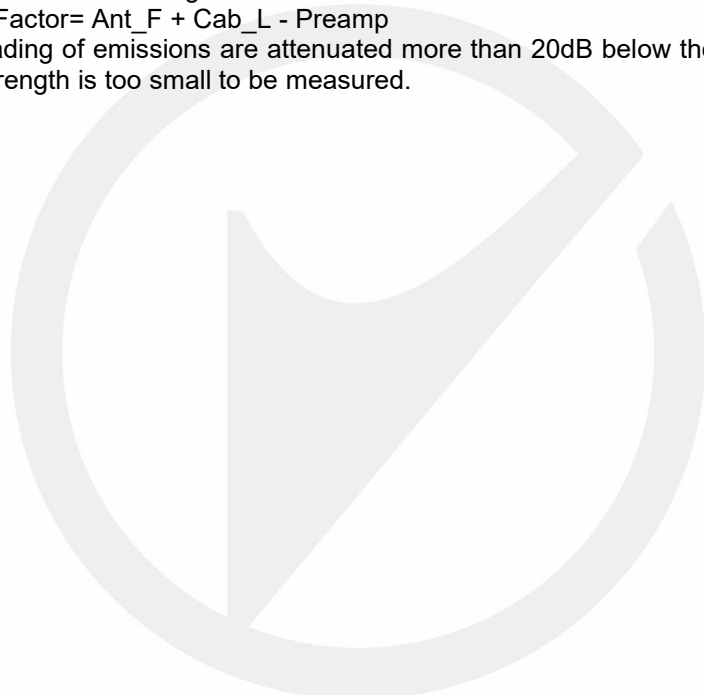 Factor= Ant_F + Cab_L - Preamp
ding of emissions are attenuated more than 20dB below the
rength is too small to be measured.